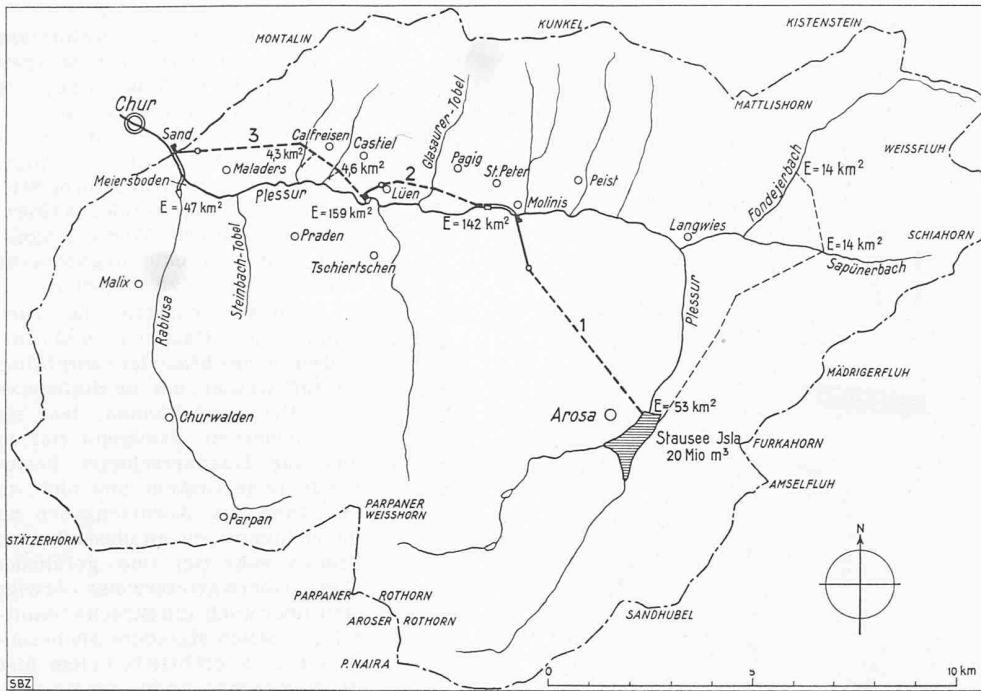 KISTENSTEIN
KUNKEL
MONTALIN
MATTLISHORN
Chur
Sand
3
Calfreisen
Castiel
Glasaurer-Tobel
4,3 km²
4,6 km²
Maladers
Pagig
St.Peter
Peist
Meiersboden
E = 47 km²
Plessur
2
Lüen
E = 159 km²
Molinis
E = 142 km²
Fondeierbach
E = 14 km²
WEISSFLUH
Langwies
E = 14 km²
SCHIAHORN
Sapünerbach
Praden
Tschiertschen
Malix
Rabiusa
Steinbach-Tobel
1
Plessur
MÄDRIGERFLUH
Churwalden
Arosa
E = 53 km²
Stausee Jsla
20 Mio m³
FURKAHORN
AMSELFLUH
Parpan
PARPANER
WEISSHORN
STÄTZERHORN
PARPANER ROTHORN
AROSER ROTHORN
SANDHUBEL
P. NAIRA
N
0 5 10 km
SBZ